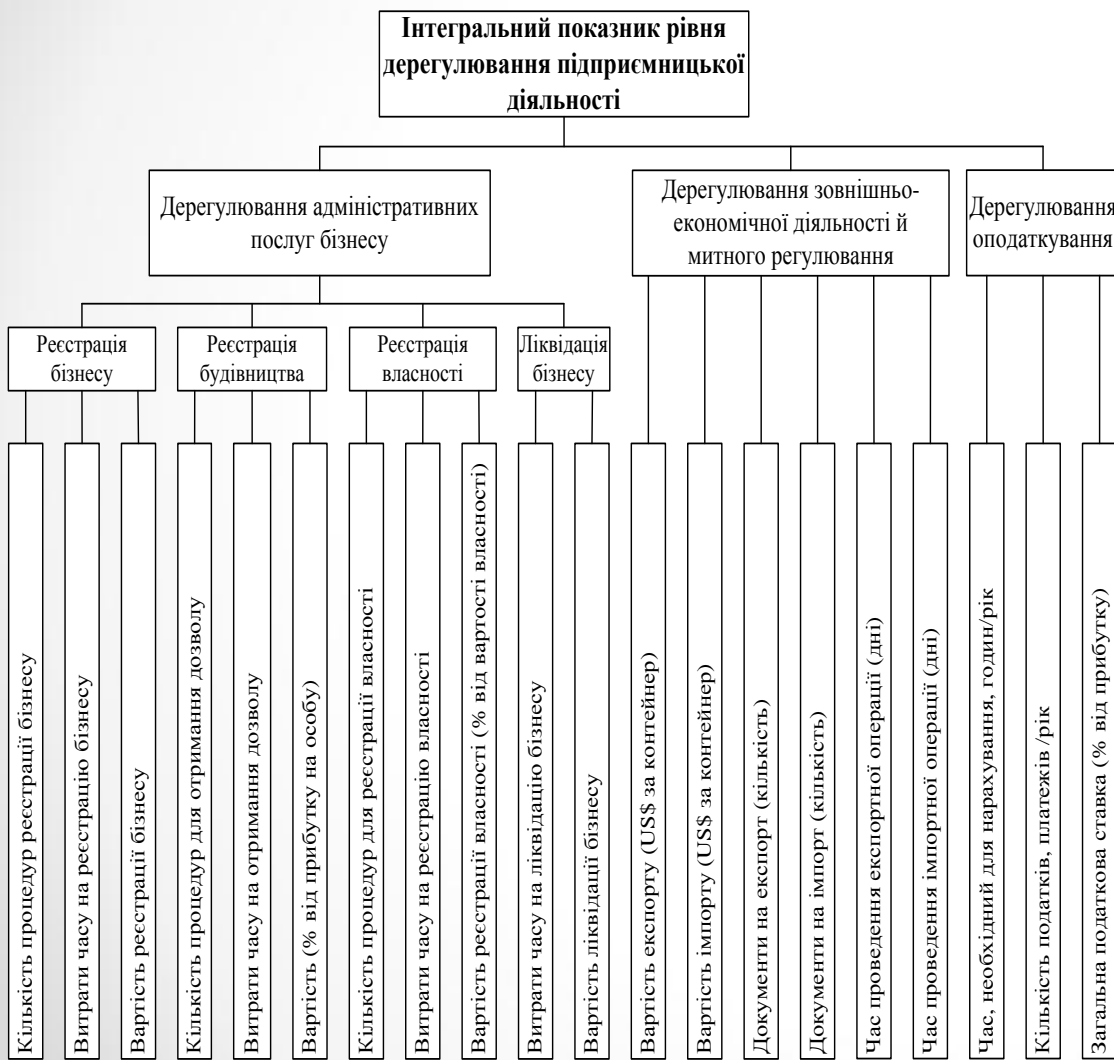 Інтегральний показник рівня
дерегулювання підприємницької
діяльності
Дерегулювання адміністративних
послуг бізнесу
Дерегулювання зовнішньо-
економічної діяльності й
митного регулювання
Дерегулювання
оподаткування
Реєстрація
бізнесу
Реєстрація
будівництва
Реєстрація
власності
Ліквідація
бізнесу
Кількість процедур реєстрації бізнесу
Витрати часу на реєстрацію бізнесу
Вартість реєстрації бізнесу
Кількість процедур для отримання дозволу
Витрати часу на отримання дозволу
Вартість (% від прибутку на особу)
Кількість процедур для реєстрації власності
Витрати часу на реєстрацію власності
Вартість реєстрації власності (% від вартості власності)
Витрати часу на ліквідацію бізнесу
Вартість ліквідації бізнесу
Вартість експорту (US$ за контейнер)
Вартість імпорту (US$ за контейнер)
Документи на експорт (кількість)
Документи на імпорт (кількість)
Час проведення експортної операції (дні)
Час проведення імпортної операції (дні)
Час, необхідний для нарахування, годин/рік
Кількість податків, платежів /рік
Загальна податкова ставка (% від прибутку)